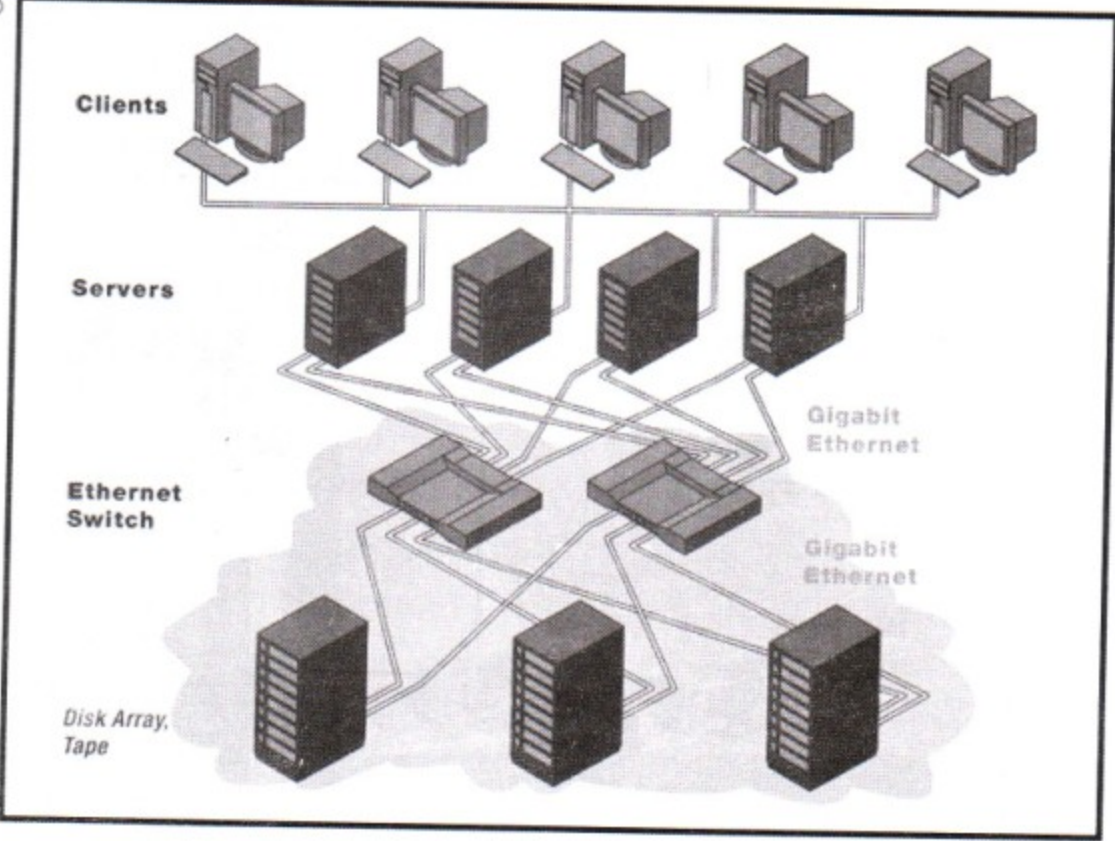 Clients
Servers
Gigabit
Ethernet
Ethernet
Switch
Gigabit
Ethernet
Disk Array,
Tape